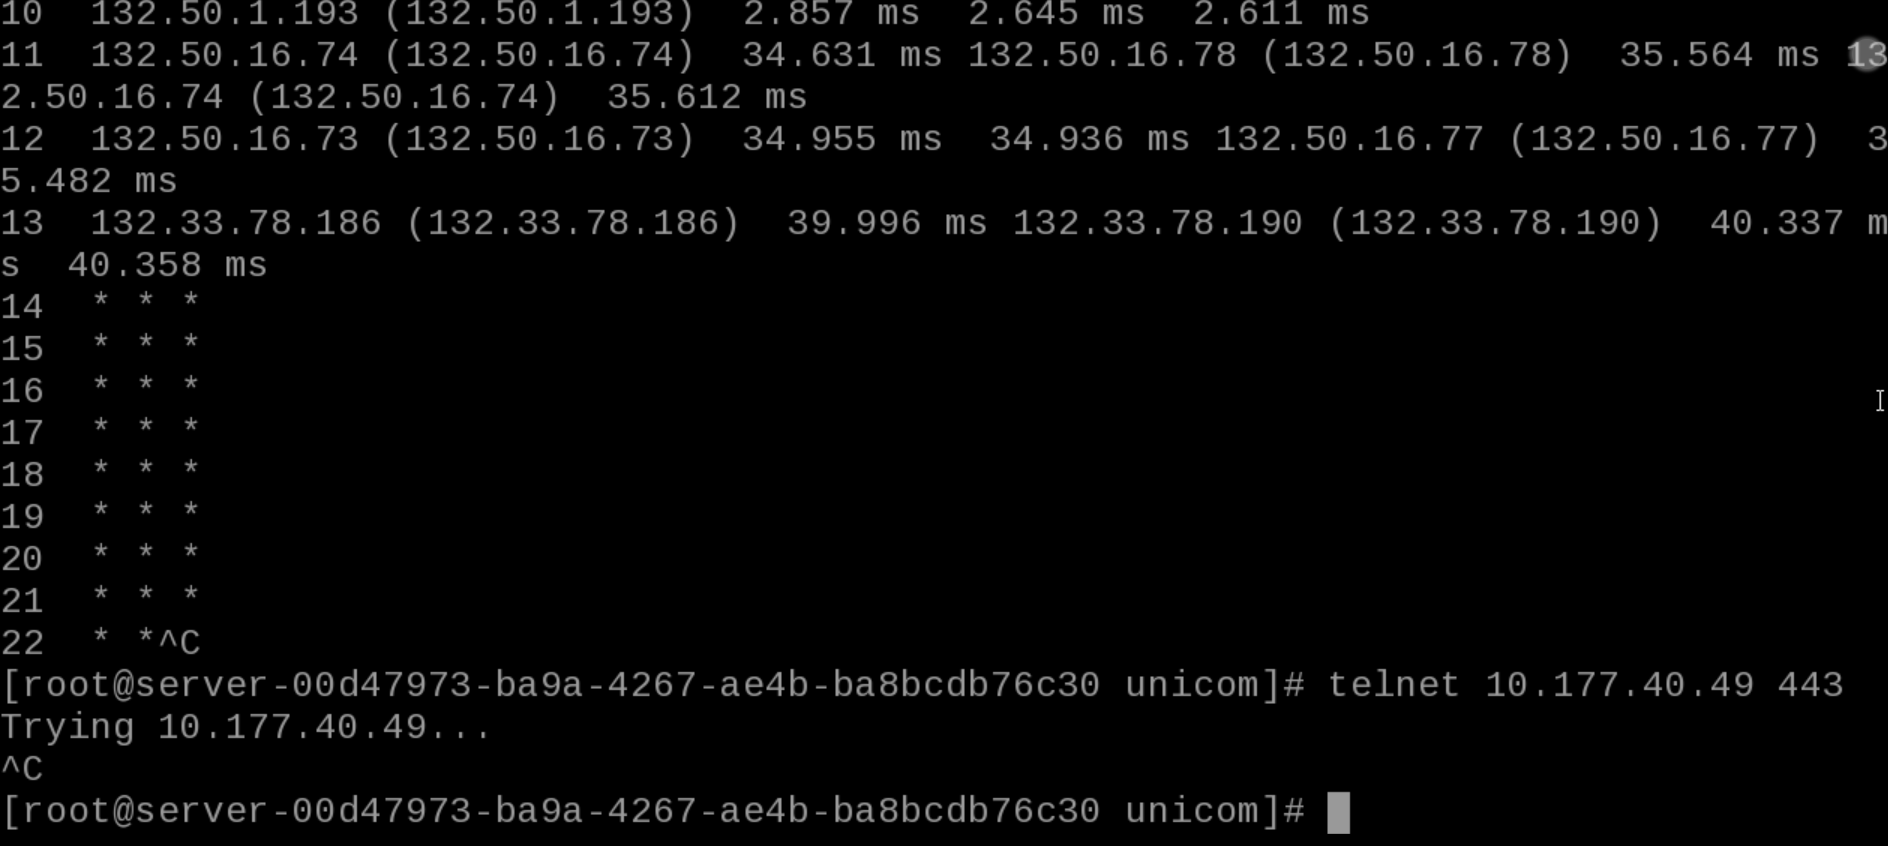 10  132.50.1.193 (132.50.1.193)  2.857 ms  2.645 ms  2.611 ms
11  132.50.16.74 (132.50.16.74)  34.631 ms 132.50.16.78 (132.50.16.78)  35.564 ms 13
2.50.16.74 (132.50.16.74)  35.612 ms
12  132.50.16.73 (132.50.16.73)  34.955 ms  34.936 ms 132.50.16.77 (132.50.16.77)  3
5.482 ms
13  132.33.78.186 (132.33.78.186)  39.996 ms 132.33.78.190 (132.33.78.190)  40.337 m
s  40.358 ms
14  * * *
15  * * *
16  * * *
17  * * *
18  * * *
19  * * *
20  * * *
21  * * *
22  * *^C
[root@server-00d47973-ba9a-4267-ae4b-ba8bcdb76c30 unicom]# telnet 10.177.40.49 443
Trying 10.177.40.49...
^C
[root@server-00d47973-ba9a-4267-ae4b-ba8bcdb76c30 unicom]#